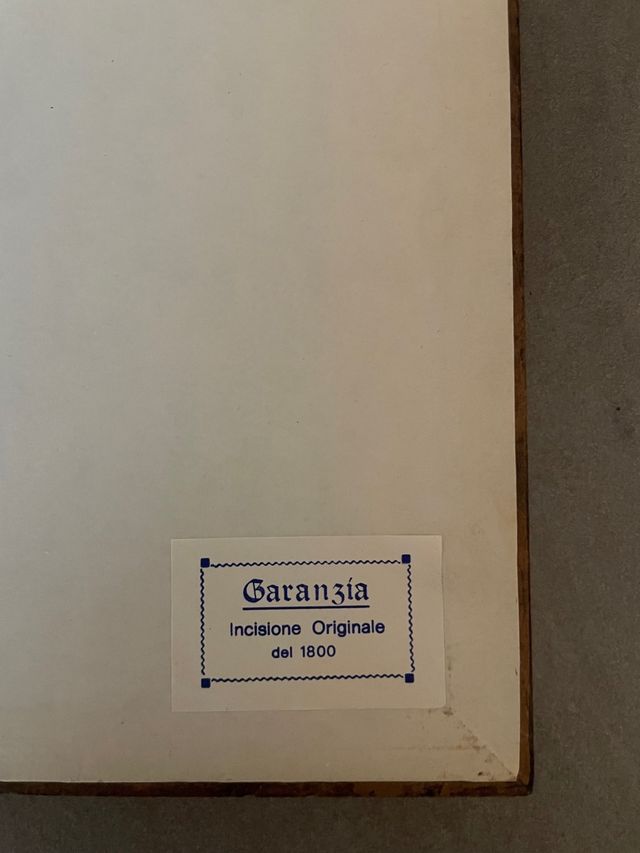 Garanzia
Incisione Originale
del 1800